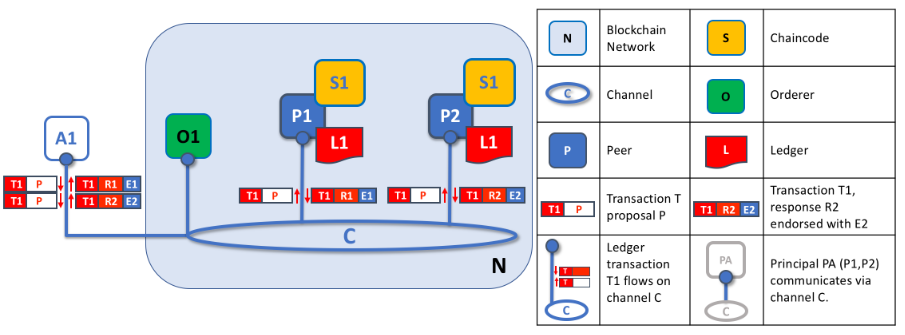 S1
S1
P1
P2
A1
O1
L1
L1
T1 P T1 R1 E1
T1 P T1 R2 E2
T1 P T1 R1 E1
T1 P T1 R2 E2
C
N
N
Blockchain
Network
S
Chaincode
C
Channel
O
Orderer
P
Peer
L
Ledger
T1 P
Transaction T
proposal P
T1 R2 E2
Transaction T1,
response R2
endorsed with E2
T
T
C
Ledger
transaction
T1 flows on
channel C
PA
C
Principal PA (P1,P2)
communicates via
channel C.